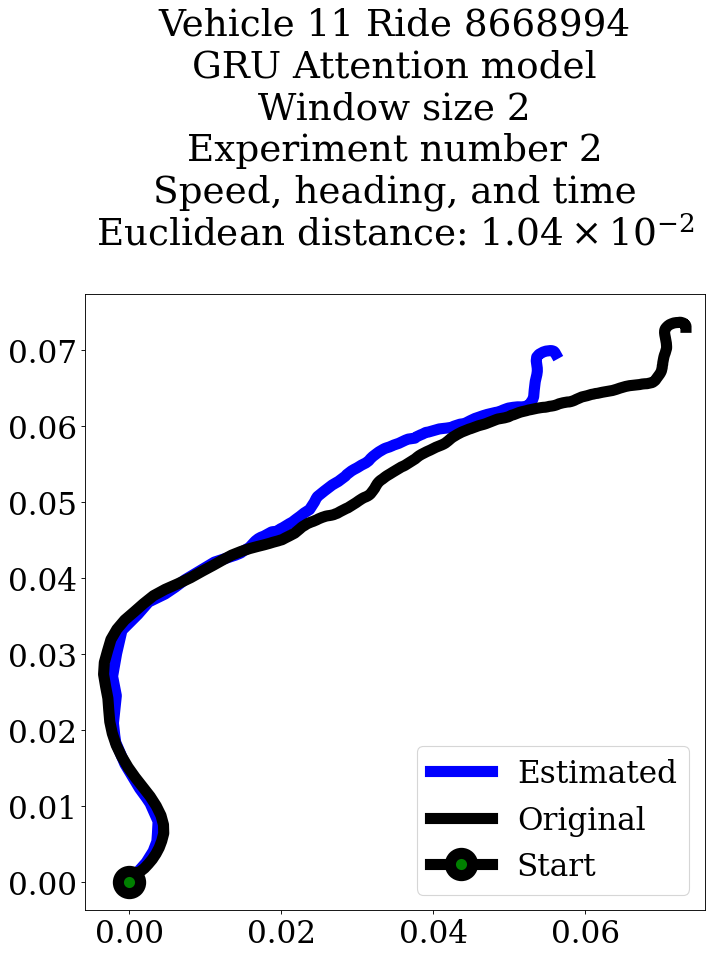 Vehicle 11 Ride 8668994
GRU Attention model
Window size 2
Experiment number 2
Speed, heading, and time
Euclidean distance: 1.04 × 10⁻²
0.07
0.06
0.05
0.04
0.03
0.02
0.01
0.00
Estimated
Original
Start
0.00 0.02 0.04 0.06